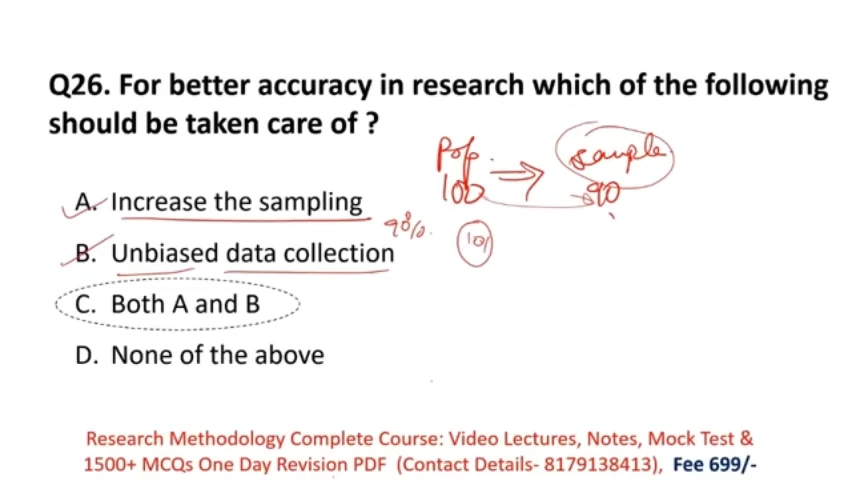 Q26. For better accuracy in research which of the following
should be taken care of ?
Pop. sample
100 90
A. Increase the sampling
90%.
B. Unbiased data collection
C. Both A and B
D. None of the above
Research Methodology Complete Course: Video Lectures, Notes, Mock Test &
1500+ MCQs One Day Revision PDF (Contact Details- 8179138413), Fee 699/-